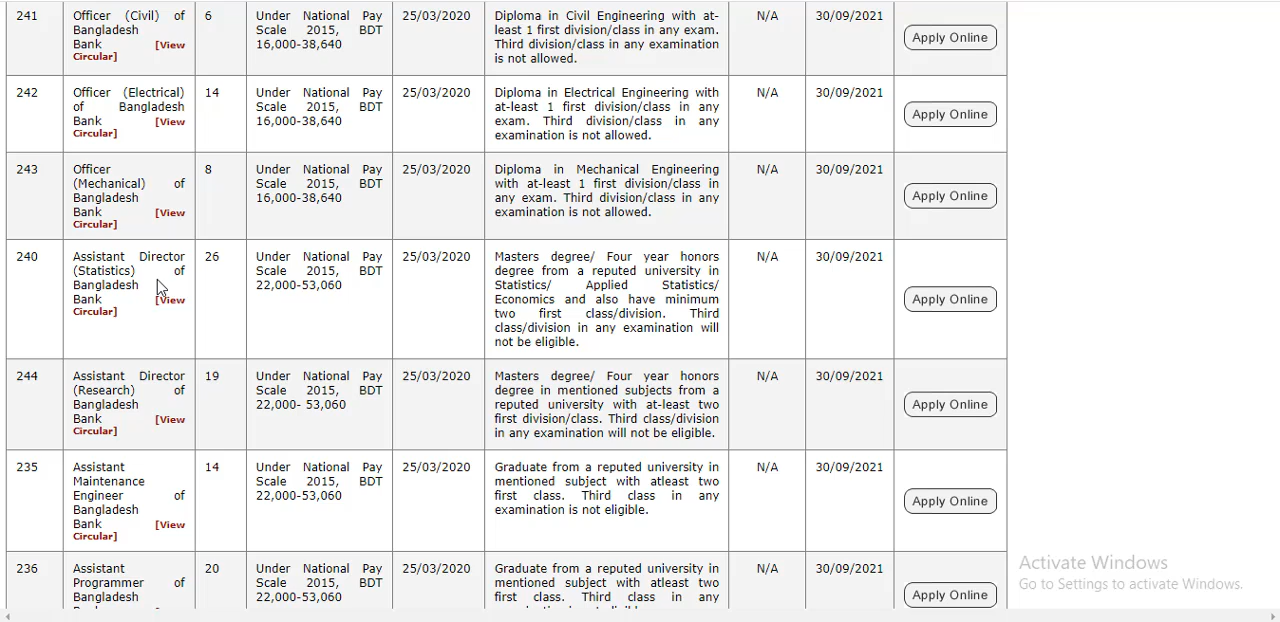 241 Officer (Civil) of Bangladesh Bank [View Circular] 6 Under National Pay Scale 2015, BDT 16,000-38,640 25/03/2020 Diploma in Civil Engineering with at-least 1 first division/class in any exam. Third division/class in any examination is not allowed. N/A 30/09/2021 Apply Online
242 Officer (Electrical) of Bangladesh Bank [View Circular] 14 Under National Pay Scale 2015, BDT 16,000-38,640 25/03/2020 Diploma in Electrical Engineering with at-least 1 first division/class in any exam. Third division/class in any examination is not allowed. N/A 30/09/2021 Apply Online
243 Officer (Mechanical) of Bangladesh Bank [View Circular] 8 Under National Pay Scale 2015, BDT 16,000-38,640 25/03/2020 Diploma in Mechanical Engineering with at-least 1 first division/class in any exam. Third division/class in any examination is not allowed. N/A 30/09/2021 Apply Online
240 Assistant Director (Statistics) of Bangladesh Bank [View Circular] 26 Under National Pay Scale 2015, BDT 22,000-53,060 25/03/2020 Masters degree/ Four year honors degree from a reputed university in Statistics/ Applied Statistics/ Economics and also have minimum two first class/division. Third class/division in any examination will not be eligible. N/A 30/09/2021 Apply Online
244 Assistant Director (Research) of Bangladesh Bank [View Circular] 19 Under National Pay Scale 2015, BDT 22,000- 53,060 25/03/2020 Masters degree/ Four year honors degree in mentioned subjects from a reputed university with at-least two first division/class. Third class/division in any examination will not be eligible. N/A 30/09/2021 Apply Online
235 Assistant Maintenance Engineer of Bangladesh Bank [View Circular] 14 Under National Pay Scale 2015, BDT 22,000-53,060 25/03/2020 Graduate from a reputed university in mentioned subject with atleast two first class. Third class in any examination is not eligible. N/A 30/09/2021 Apply Online
236 Assistant Programmer of Bangladesh 20 Under National Pay Scale 2015, BDT 22,000-53,060 25/03/2020 Graduate from a reputed university in mentioned subject with atleast two first class. Third class in any N/A 30/09/2021 Apply Online
Activate Windows
Go to Settings to activate Windows.